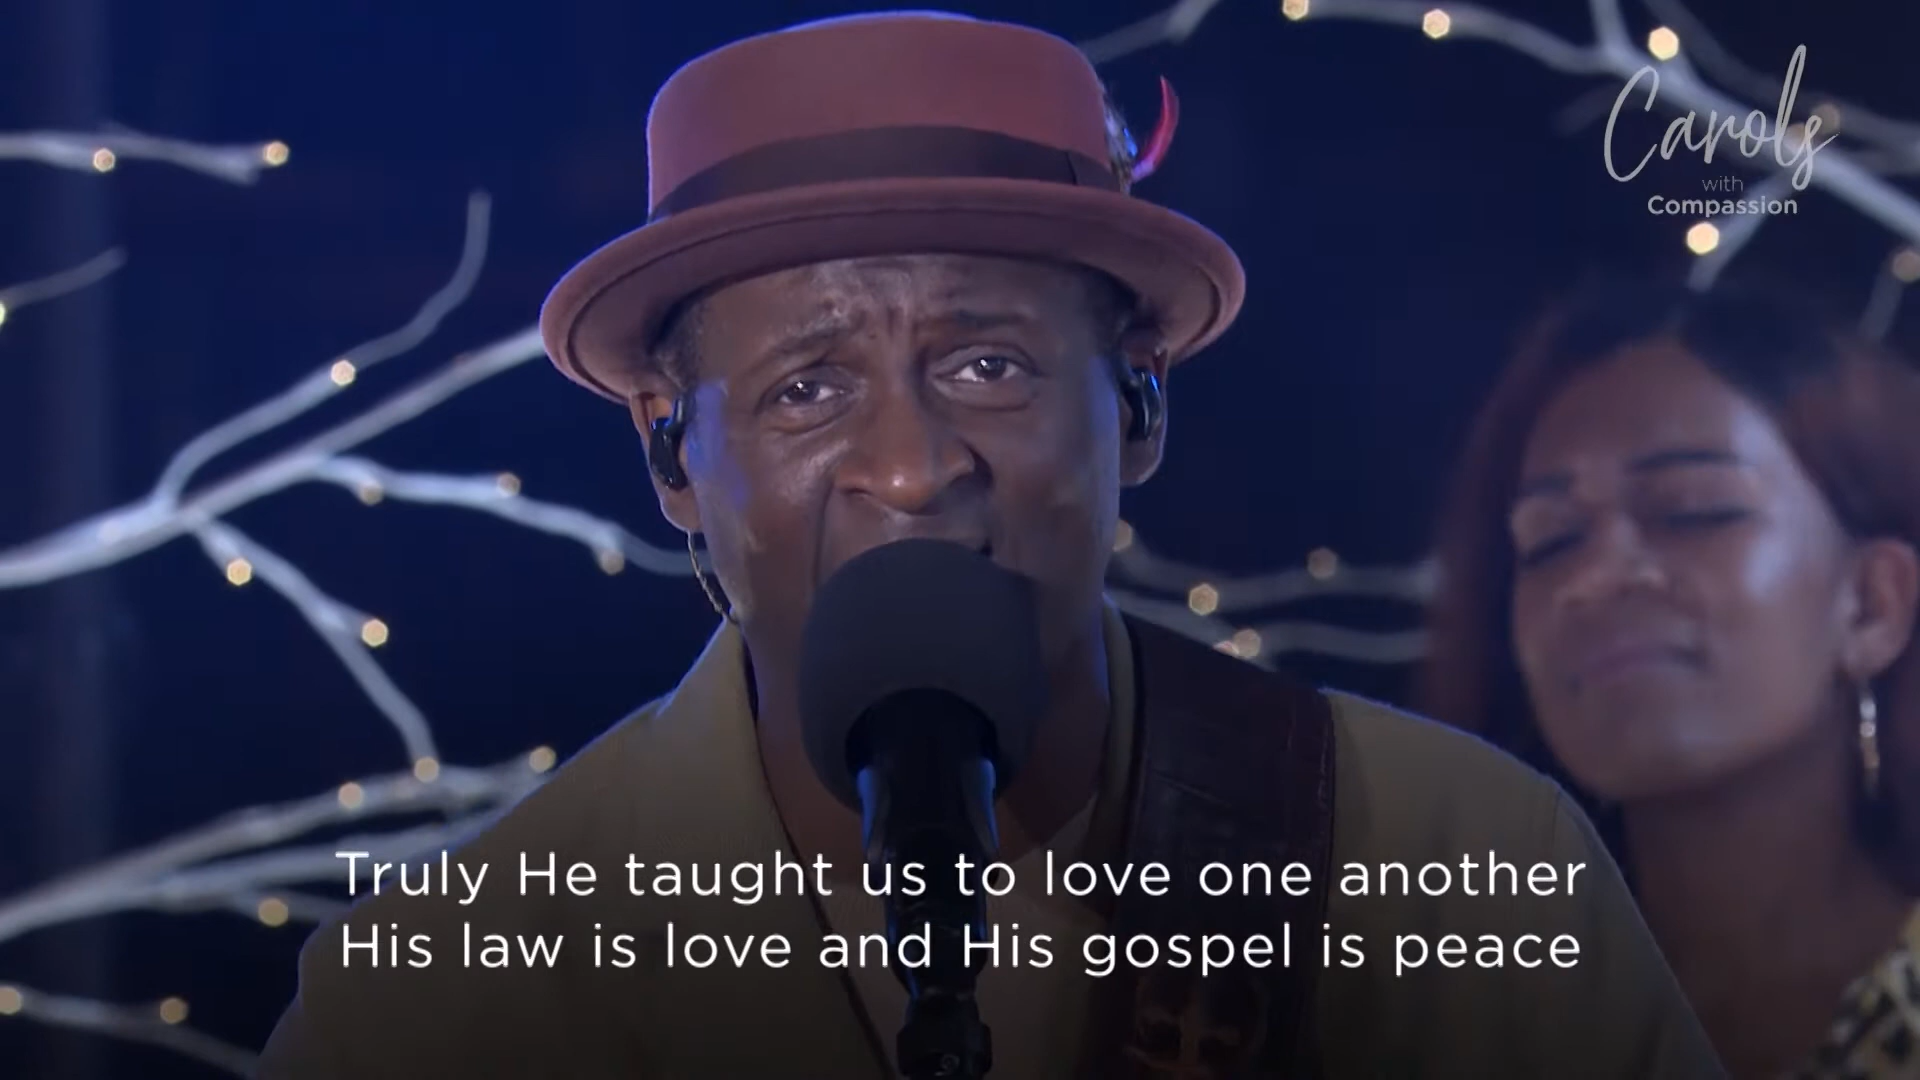 Carols
with
Compassion
Truly He taught us to love one another
His law is love and His gospel is peace